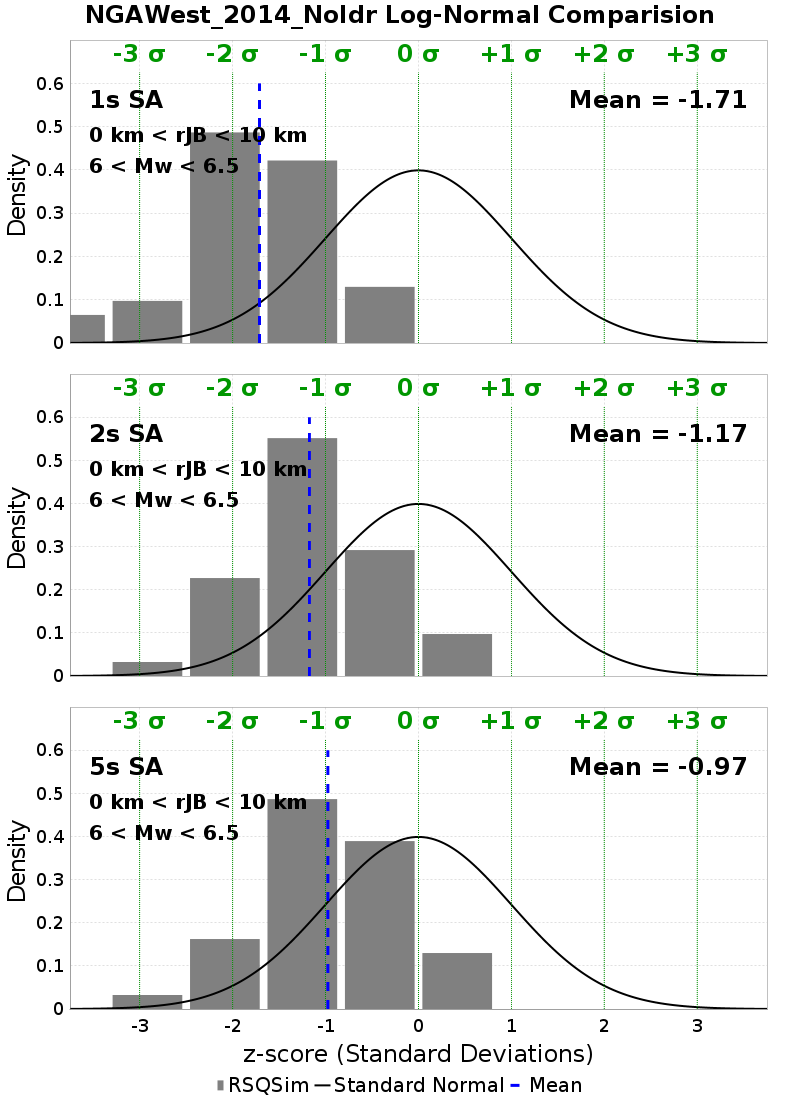 NGAWest_2014_NoIdr Log-Normal Comparision
-3 σ -2 σ -1 σ 0 σ +1 σ +2 σ +3 σ
0.6
1s SA Mean = -1.71
0.5
0 km < rJB < 10 km
6 < Mw < 6.5
0.4
Density
0.3
0.2
0.1
0
-3 σ -2 σ -1 σ 0 σ +1 σ +2 σ +3 σ
0.6
2s SA Mean = -1.17
0.5
0 km < rJB < 10 km
6 < Mw < 6.5
0.4
Density
0.3
0.2
0.1
0
-3 σ -2 σ -1 σ 0 σ +1 σ +2 σ +3 σ
0.6
5s SA Mean = -0.97
0.5
0 km < rJB < 10 km
6 < Mw < 6.5
0.4
Density
0.3
0.2
0.1
0
-3 -2 -1 0 1 2 3
z-score (Standard Deviations)
RSQSim Standard Normal Mean